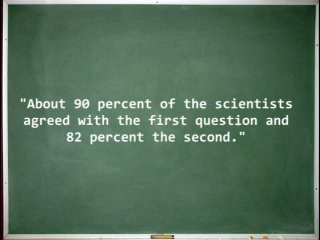 "About 90 percent of the scientists
agreed with the first question and
82 percent the second."